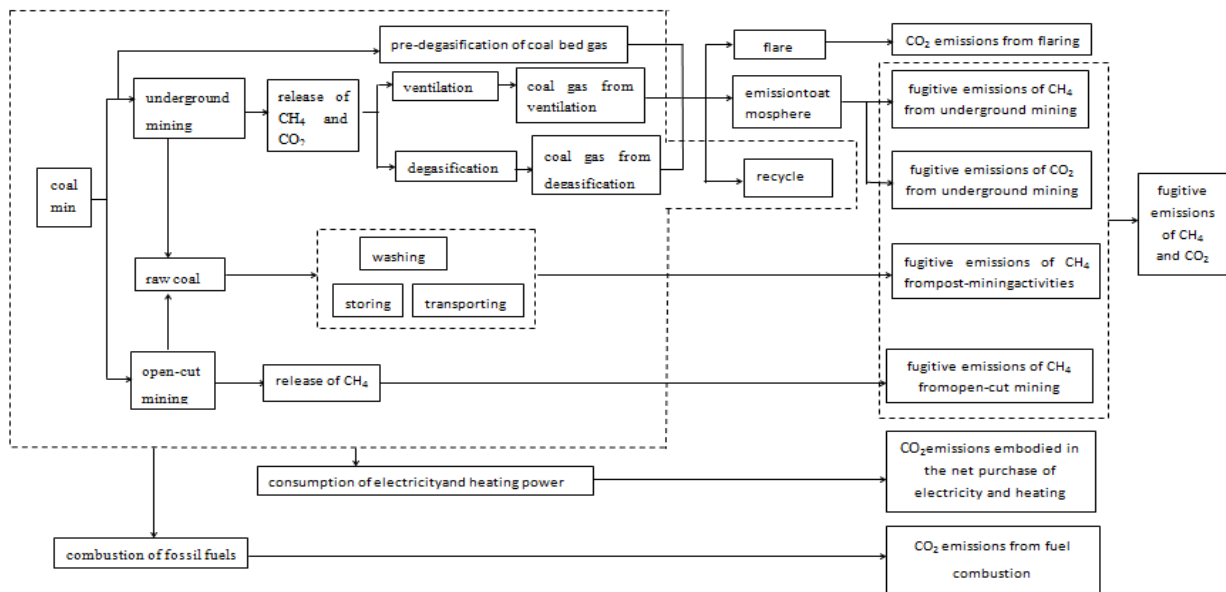 pre-degasification of coal bed gas
flare
CO₂ emissions from flaring
underground
mining
release of
CH₄ and
CO₂
ventilation
coal gas from
ventilation
emissiontoat
mosphere
fugitive emissions of CH₄
from underground mining
degasification
coal gas from
degasification
recycle
fugitive emissions of CO₂
from underground mining
coal
min
fugitive
emissions
of CH₄
and CO₂
raw coal
washing
storing
transporting
fugitive emissions of CH₄
frompost-miningactivities
open-cut
mining
release of CH₄
fugitive emissions of CH₄
fromopen-cut mining
consumption of electricityand heating power
CO₂emissions embodied in
the net purchase of
electricity and heating
combustion of fossil fuels
CO₂ emissions from fuel
combustion